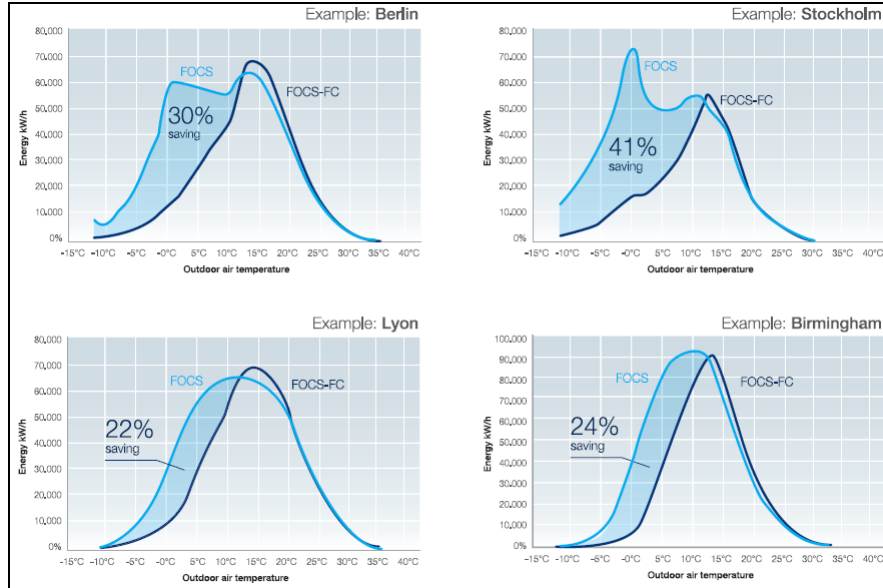 Example: Berlin
80.000
70.000
60.000
50.000
40.000
30.000
20.000
10.000
0%
Energy kW/h
FOCS
FOCS-FC
30%
saving
-15°C -10°C -5°C -0°C 5°C 10°C 15°C 20°C 25°C 30°C 35°C 40°C
Outdoor air temperature
Example: Stockholm
80.000
70.000
60.000
50.000
40.000
30.000
20.000
10.000
0%
Energy kW/h
FOCS
FOCS-FC
41%
saving
-15°C -10°C -5°C -0°C 5°C 10°C 15°C 20°C 25°C 30°C 35°C 40°C
Outdoor air temperature
Example: Lyon
80.000
70.000
60.000
50.000
40.000
30.000
20.000
10.000
0%
Energy kW/h
FOCS
FOCS-FC
22%
saving
-15°C -10°C -5°C -0°C 5°C 10°C 15°C 20°C 25°C 30°C 35°C 40°C
Outdoor air temperature
Example: Birmingham
100.000
90.000
80.000
70.000
60.000
50.000
40.000
30.000
20.000
10.000
0%
Energy kW/h
FOCS
FOCS-FC
24%
saving
-15°C -10°C -5°C -0°C 5°C 10°C 15°C 20°C 25°C 30°C 35°C 40°C
Outdoor air temperature